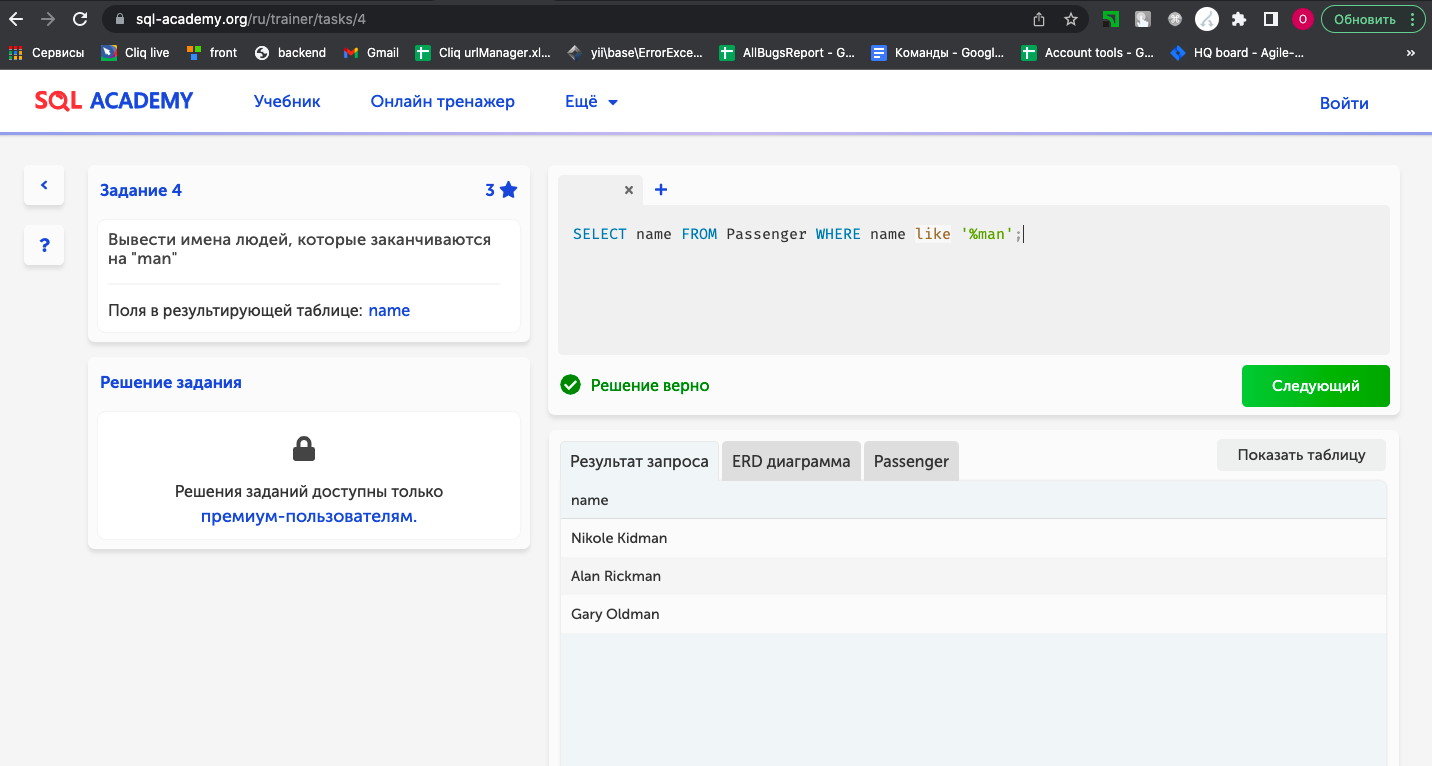 sql-academy.org/ru/trainer/tasks/4
O
Обновить
Сервисы
Cliq live
front
backend
Gmail
Cliq urlManager.xl...
yii\base\ErrorExce...
AllBugsReport - G...
Команды - Googl...
Account tools - G...
HQ board - Agile-...
»
SQL ACADEMY
Учебник
Онлайн тренажер
Ещё
Войти
Задание 4
3
Вывести имена людей, которые заканчиваются
на "man"
Поля в результирующей таблице: name
?
Решение задания
Решения заданий доступны только
премиум-пользователям.
SELECT name FROM Passenger WHERE name like '%man';
Решение верно
Следующий
Результат запроса
ERD диаграмма
Passenger
Показать таблицу
name
Nikole Kidman
Alan Rickman
Gary Oldman